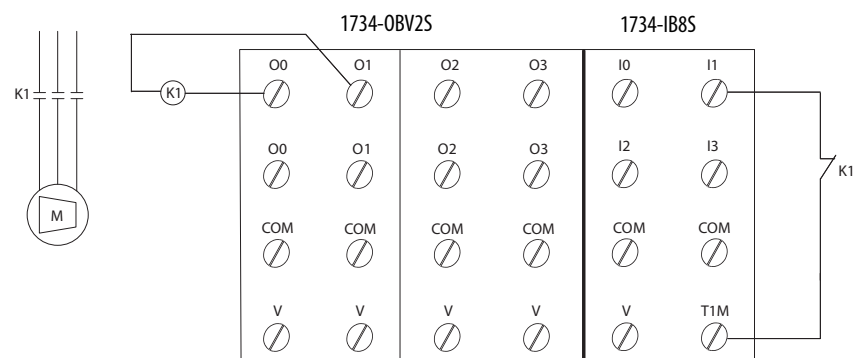 1734-OBV2S 1734-IB8S
O0 O1 O2 O3 I0 I1
K1 K1
O0 O1 O2 O3 I2 I3
K1
M
COM COM COM COM COM COM
V V V V V T1M